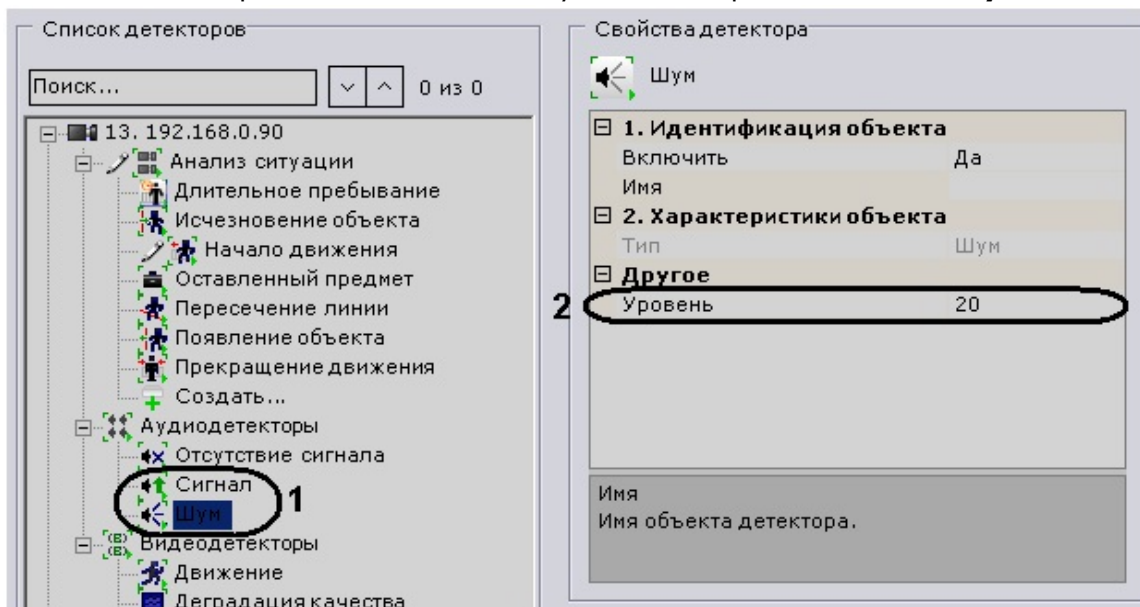 Список детекторов
Поиск...
0 из 0
13. 192.168.0.90
Анализ ситуации
Длительное пребывание
Исчезновение объекта
Начало движения
Оставленный предмет
Пересечение линии
Появление объекта
Прекращение движения
Создать...
Аудиодетекторы
Отсутствие сигнала
Сигнал
Шум
1
Видеодетекторы
Движение
Деградация качества
Свойства детектора
Шум
1. Идентификация объекта
Включить Да
Имя
2. Характеристики объекта
Тип Шум
Другое
2 Уровень 20
Имя
Имя объекта детектора.